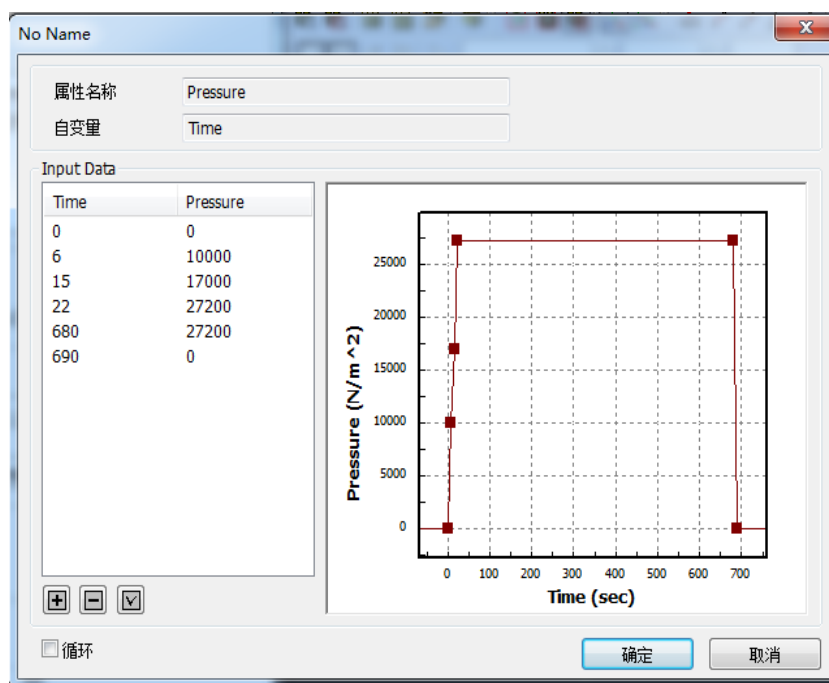 No Name
属性名称 Pressure
自变量 Time
Input Data
Time Pressure
0 0
6 10000
15 17000
22 27200
680 27200
690 0
25000
20000
15000
10000
5000
0
Pressure (N/m^2)
0 100 200 300 400 500 600 700
Time (sec)
循环
确定 取消